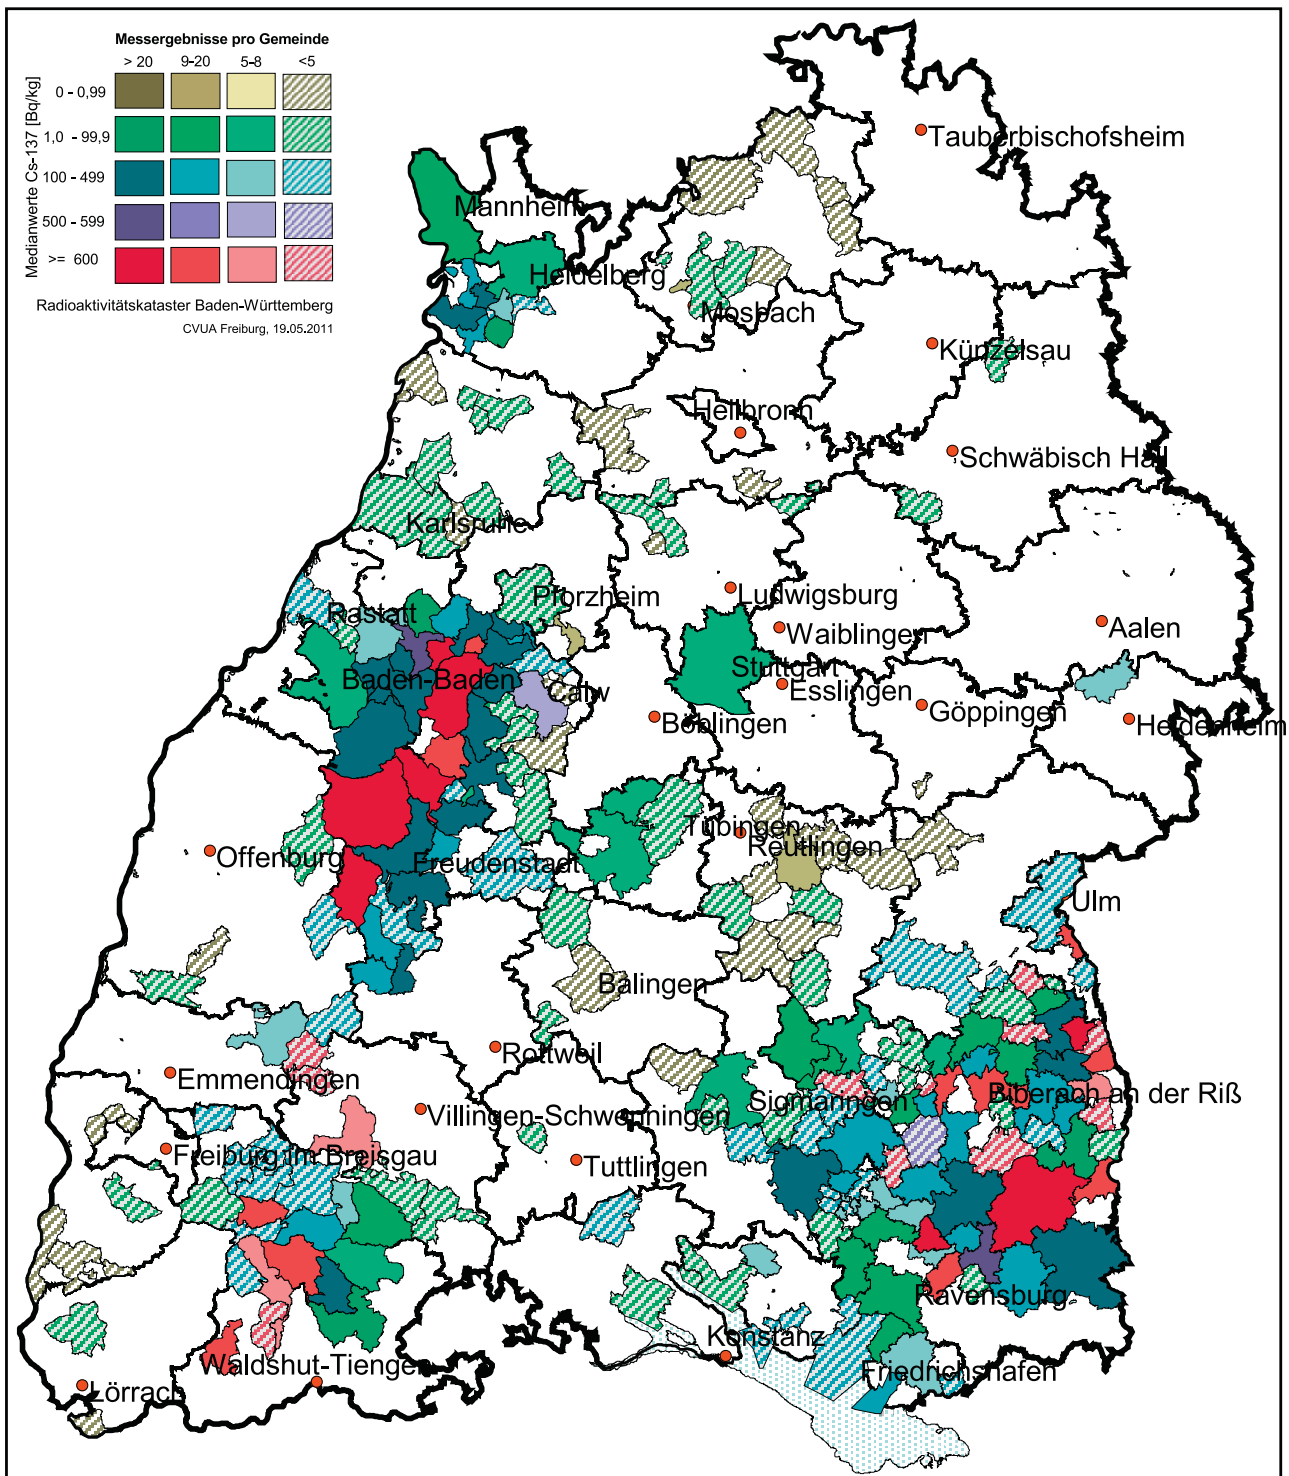 Messergebnisse pro Gemeinde
> 20 9-20 5-8 <5
Medianwerte Cs-137 [Bq/kg]
0 - 0,99
1,0 - 99,9
100 - 499
500 - 599
>= 600
Radioaktivitätskataster Baden-Württemberg
CVUA Freiburg, 19.05.2011
Tauberbischofsheim
Mannheim
Heidelberg
Mosbach
Künzelsau
Heilbronn
Schwäbisch Hall
Karlsruhe
Pforzheim
Ludwigsburg
Rastatt
Waiblingen
Aalen
Stuttgart
Baden-Baden
Esslingen
Calw
Göppingen
Böblingen
Heidenheim
Tübingen
Reutlingen
Offenburg
Freudenstadt
Ulm
Balingen
Rottweil
Emmendingen
Biberach an der Riß
Sigmaringen
Villingen-Schwenningen
Freiburg im Breisgau
Tuttlingen
Ravensburg
Konstanz
Waldshut-Tiengen
Friedrichshafen
Lörrach